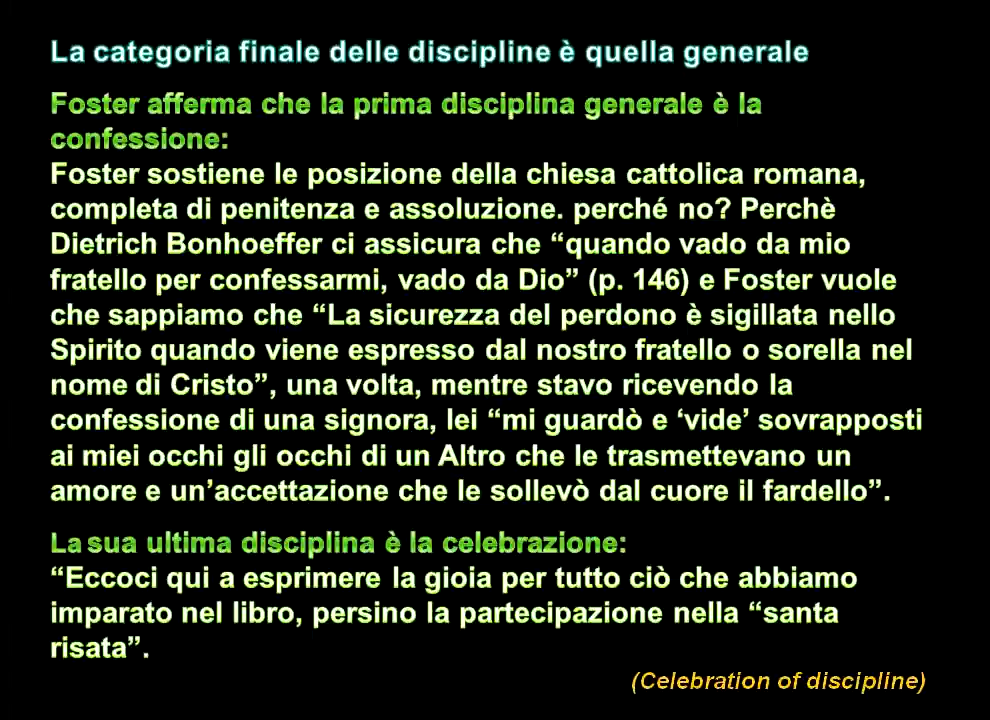 La categoria finale delle discipline è quella generale
Foster afferma che la prima disciplina generale è la
confessione:
Foster sostiene le posizione della chiesa cattolica romana,
completa di penitenza e assoluzione. perché no? Perchè
Dietrich Bonhoeffer ci assicura che “quando vado da mio
fratello per confessarmi, vado da Dio” (p. 146) e Foster vuole
che sappiamo che “La sicurezza del perdono è sigillata nello
Spirito quando viene espresso dal nostro fratello o sorella nel
nome di Cristo”, una volta, mentre stavo ricevendo la
confessione di una signora, lei “mi guardò e ‘vide’ sovrapposti
ai miei occhi gli occhi di un Altro che le trasmettevano un
amore e un’accettazione che le sollevò dal cuore il fardello”.
La sua ultima disciplina è la celebrazione:
“Eccoci qui a esprimere la gioia per tutto ciò che abbiamo
imparato nel libro, persino la partecipazione nella “santa
risata”.
(Celebration of discipline)